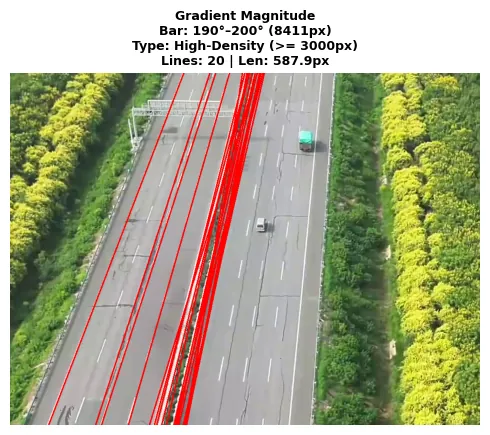 Gradient Magnitude
Bar: 190°–200° (8411px)
Type: High-Density (>= 3000px)
Lines: 20 | Len: 587.9px